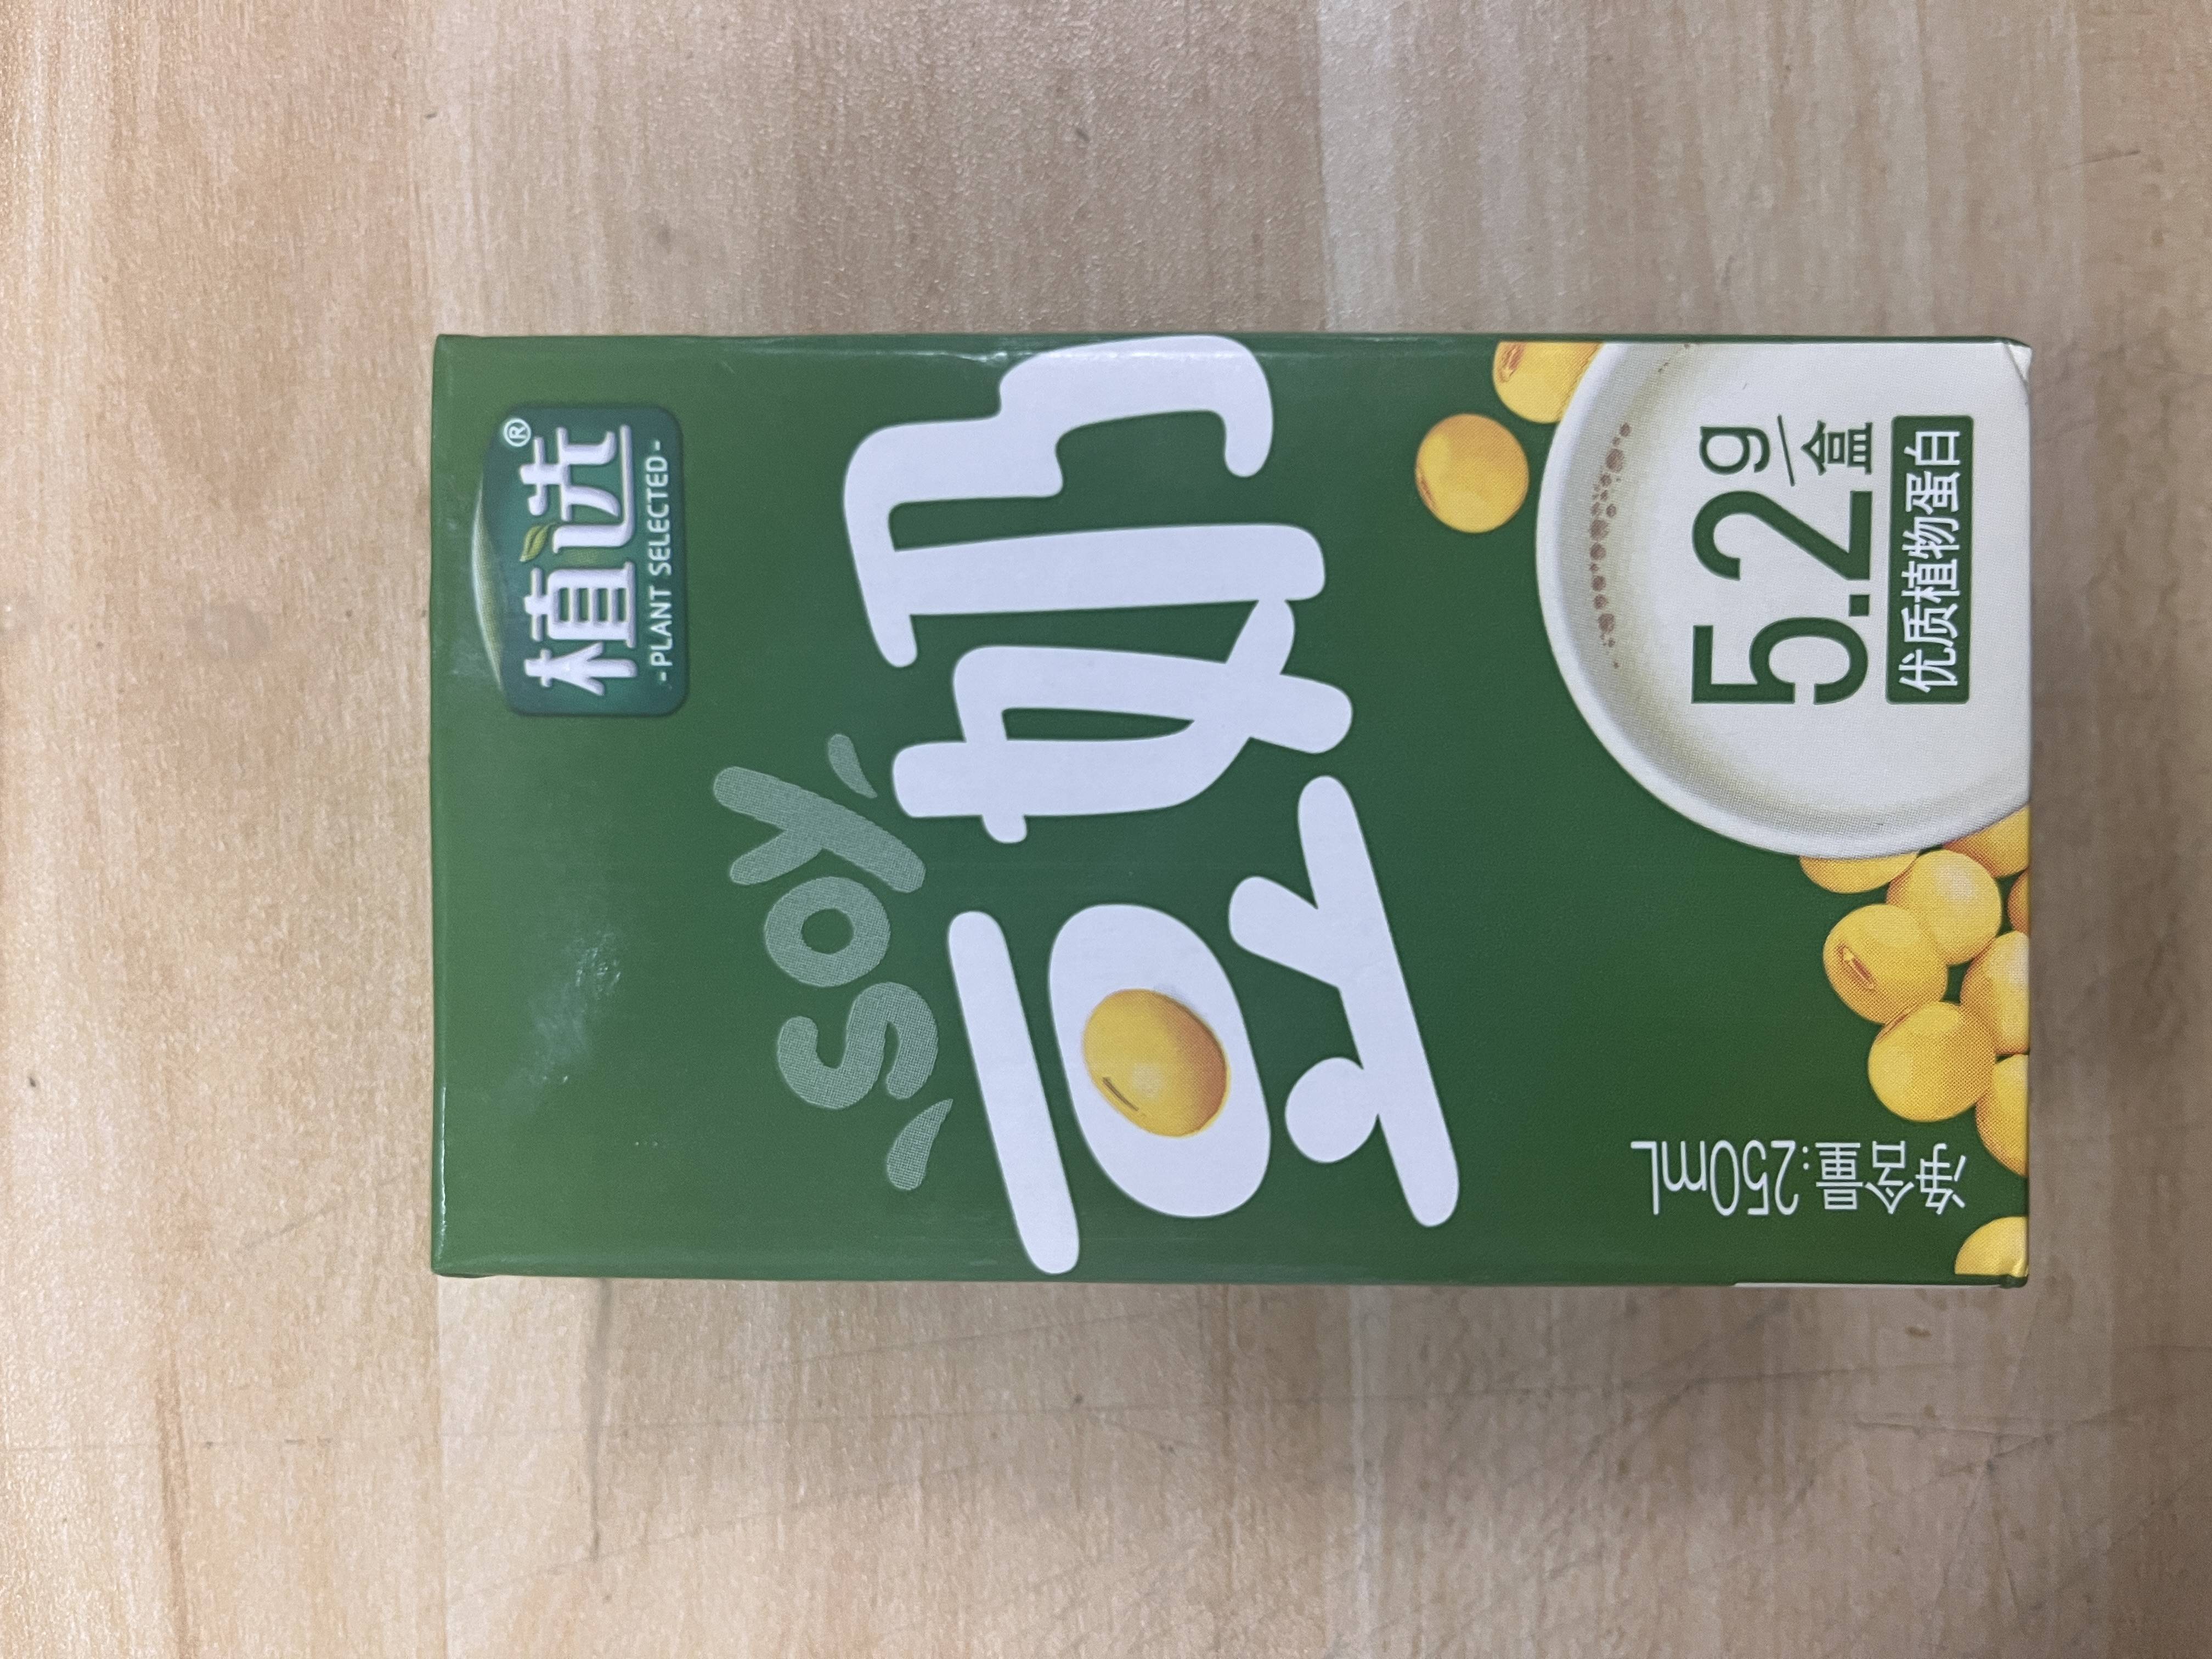 植选®
-PLANT SELECTED-
SOY
豆奶
5.2g/盒
优质植物蛋白
净含量:250mL